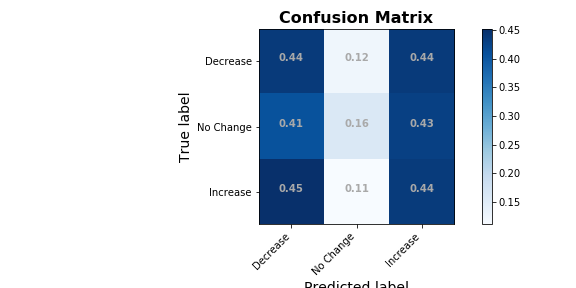 Confusion Matrix
True label
Decrease 0.44 0.12 0.44
No Change 0.41 0.16 0.43
Increase 0.45 0.11 0.44
Decrease No Change Increase
Predicted label
0.45
0.40
0.35
0.30
0.25
0.20
0.15